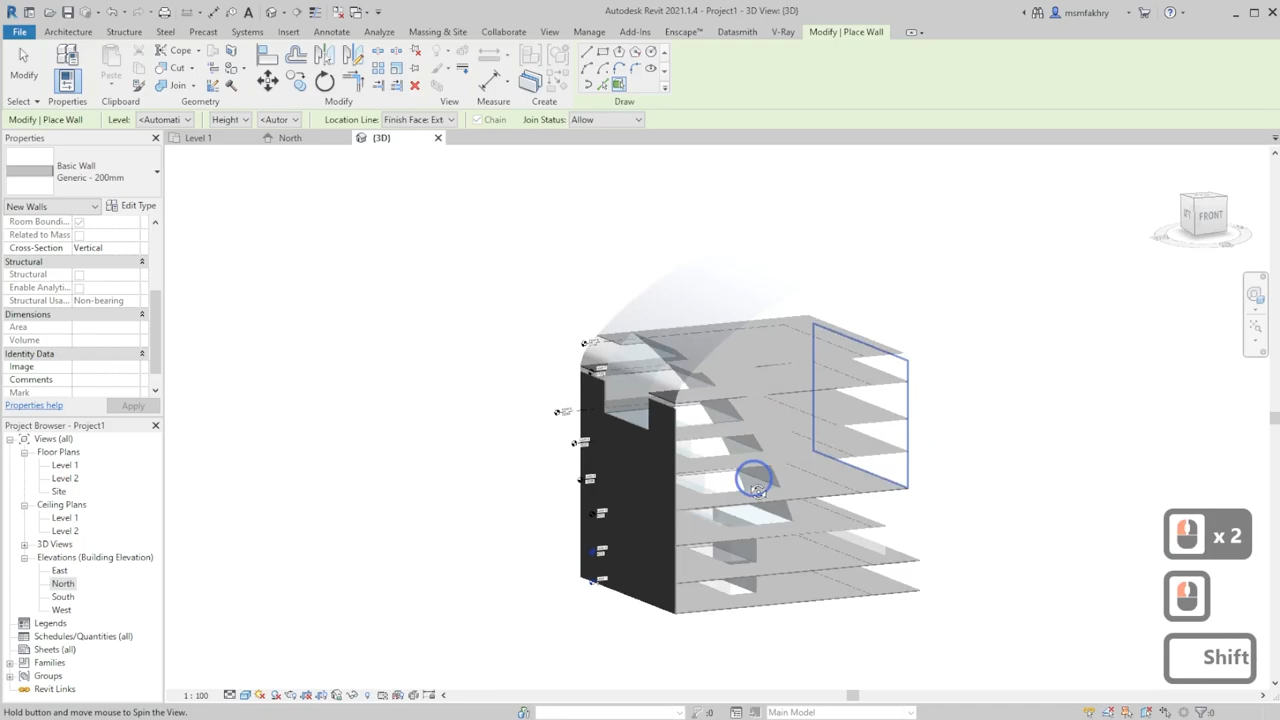 Autodesk Revit 2021.1.4 - Project1 - 3D View: {3D}
msmfakhry
File Architecture Structure Steel Precast Systems Insert Annotate Analyze Massing & Site Collaborate View Manage Add-Ins Enscape™ Datasmith V-Ray Modify | Place Wall
Modify
Properties
Paste
Cope
Cut
Join
Select Properties Clipboard Geometry Modify View Measure Create Draw
Modify | Place Wall Level: <Automati Height <Autor Location Line: Finish Face: Ext Chain Join Status: Allow
Properties
Level 1
North
{3D}
Basic Wall
Generic - 200mm
New Walls Edit Type
Room Boundi...
Related to Mass
Cross-Section Vertical
Structural
Structural
Enable Analyti...
Structural Usa... Non-bearing
Dimensions
Area
Volume
Identity Data
Image
Comments
Mark
Properties help Apply
Project Browser - Project1
Views (all)
Floor Plans
Level 1
Level 2
Site
Ceiling Plans
Level 1
Level 2
3D Views
Elevations (Building Elevation)
East
North
South
West
Legends
Schedules/Quantities (all)
Sheets (all)
Families
Groups
Revit Links
FRONT
x 2
Shift
1 : 100
Hold button and move mouse to Spin the View.
:0
Main Model
:0